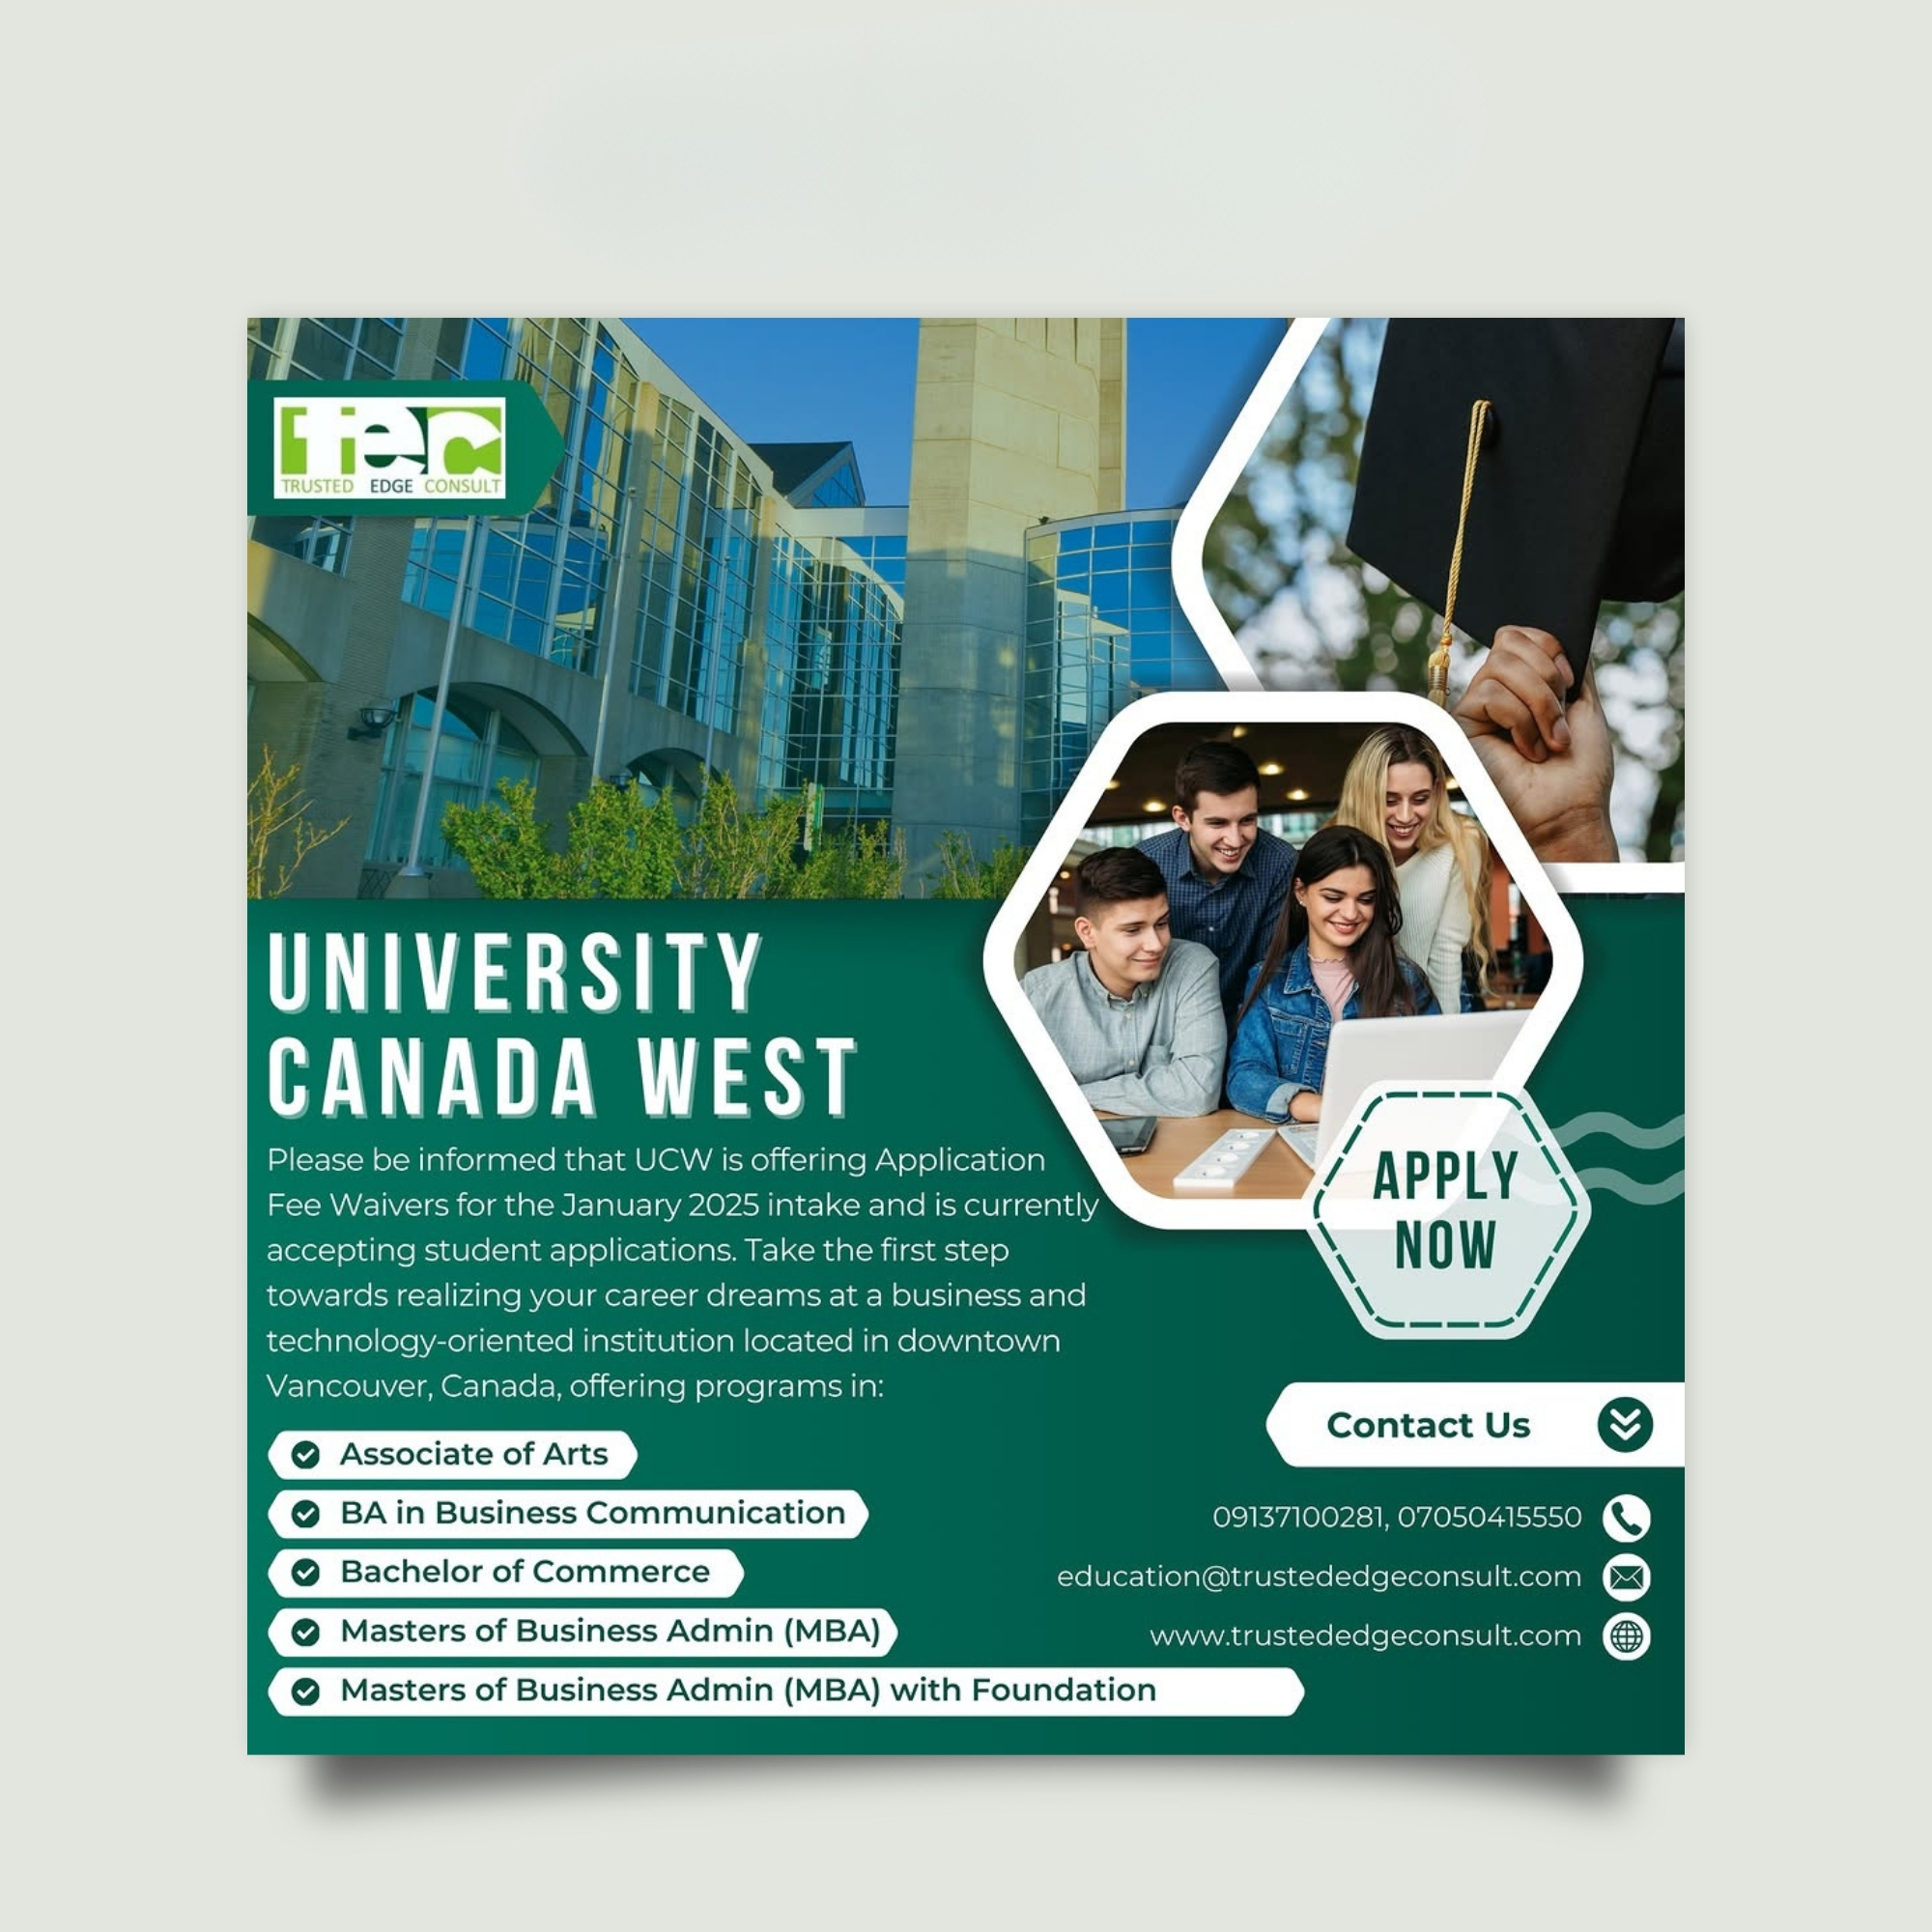 tec
TRUSTED EDGE CONSULT
UNIVERSITY
CANADA WEST
Please be informed that UCW is offering Application
Fee Waivers for the January 2025 intake and is currently
accepting student applications. Take the first step
towards realizing your career dreams at a business and
technology-oriented institution located in downtown
Vancouver, Canada, offering programs in:
Associate of Arts
BA in Business Communication
Bachelor of Commerce
Masters of Business Admin (MBA)
Masters of Business Admin (MBA) with Foundation
APPLY
NOW
Contact Us
09137100281, 07050415550
education@trustededgeconsult.com
www.trustededgeconsult.com